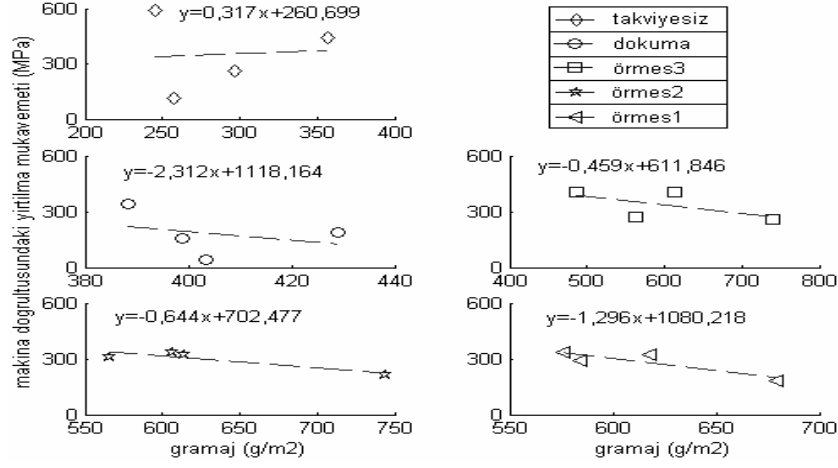 makina dogrultusundaki yirtilma mukavemeti (MPa)
600
y=0,317x+260,699
300
0
200 250 300 350 400
takviyesiz
dokuma
örmes3
örmes2
örmes1
600
y=-2,312x+1118,164
300
0
380 400 420 440
600
y=-0,459x+611,846
300
0
400 500 600 700 800
600
y=-0,644x+702,477
300
0
550 600 650 700 750
gramaj (g/m2)
600
y=-1,296x+1080,218
300
0
550 600 650 700
gramaj (g/m2)